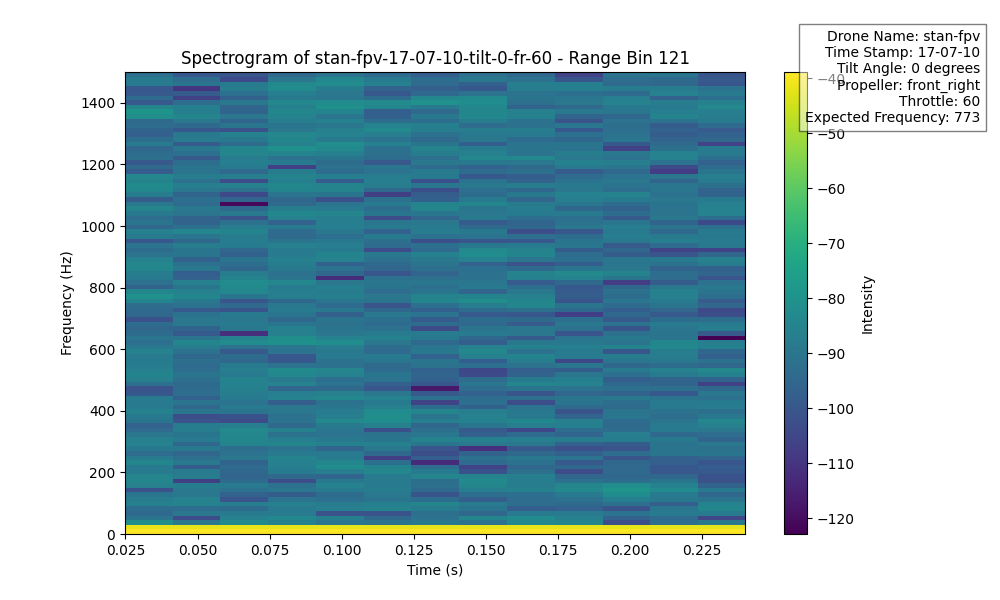 Spectrogram of stan-fpv-17-07-10-tilt-0-fr-60 - Range Bin 121
Drone Name: stan-fpv
Time Stamp: 17-07-10
Tilt Angle: 0 degrees
Propeller: front_right
Throttle: 60
Expected Frequency: 773
Frequency (Hz)
1400
1200
1000
800
600
400
200
0
0.025
0.050
0.075
0.100
0.125
0.150
0.175
0.200
0.225
Time (s)
−40
−50
−60
−70
−80
−90
−100
−110
−120
Intensity